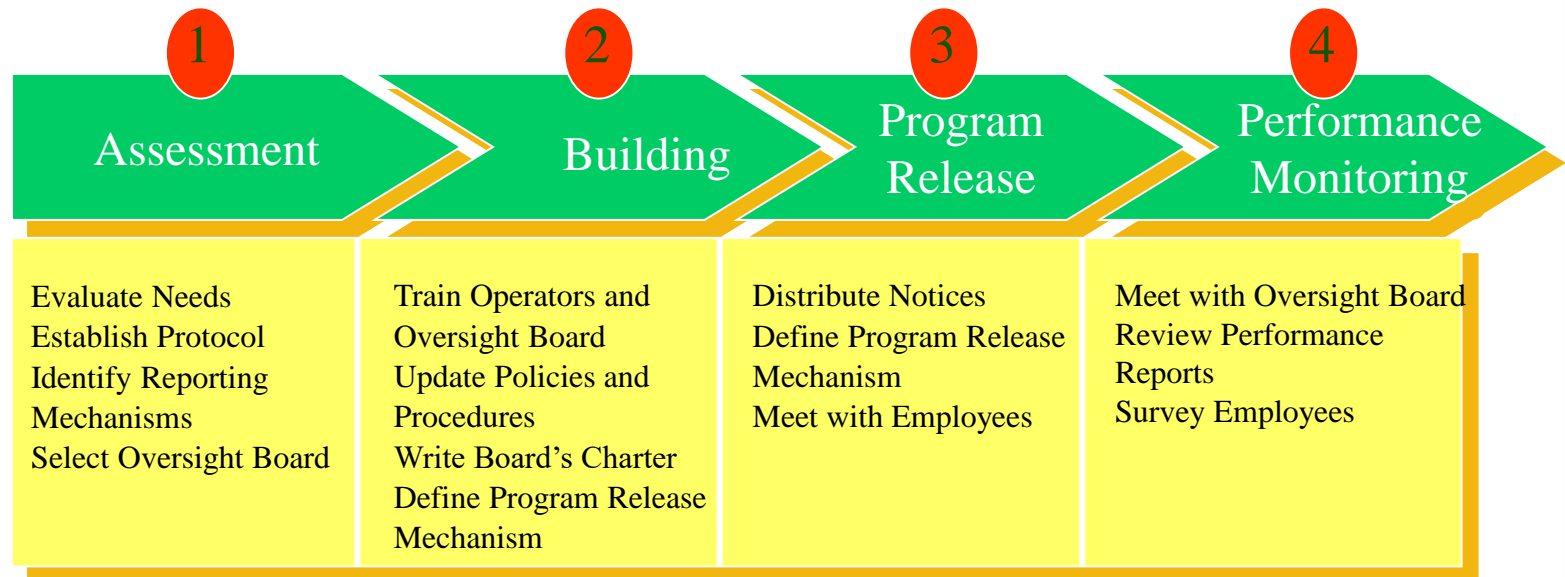 1
Assessment
Evaluate Needs
Establish Protocol
Identify Reporting
Mechanisms
Select Oversight Board
2
Building
Train Operators and
Oversight Board
Update Policies and
Procedures
Write Board’s Charter
Define Program Release
Mechanism
3
Program
Release
Distribute Notices
Define Program Release
Mechanism
Meet with Employees
4
Performance
Monitoring
Meet with Oversight Board
Review Performance
Reports
Survey Employees